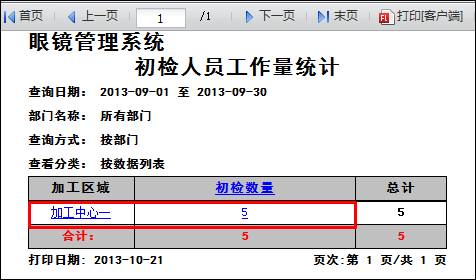 首页 上一页 1 /1 下一页 末页 打印[客户端]
眼镜管理系统
初检人员工作量统计
查询日期: 2013-09-01 至 2013-09-30
部门名称: 所有部门
查询方式: 按部门
查看分类: 按数据列表
加工区域 初检数量 总计
加工中心一 5 5
合计: 5 5
打印日期: 2013-10-21 页次:第 1 页/共 1 页